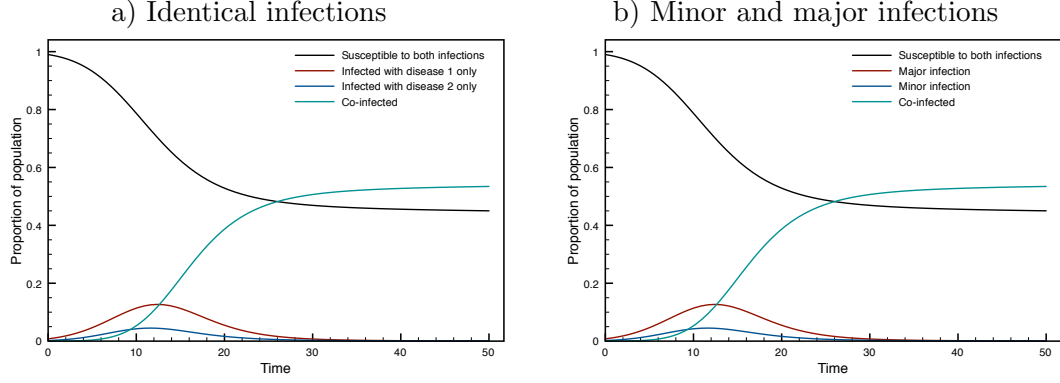 a) Identical infections
1
0.8
0.6
0.4
0.2
0
Proportion of population
Susceptible to both infections
Infected with disease 1 only
Infected with disease 2 only
Co-infected
0
10
20
30
40
50
Time
b) Minor and major infections
1
0.8
0.6
0.4
0.2
0
Proportion of population
Susceptible to both infections
Major infection
Minor infection
Co-infected
0
10
20
30
40
50
Time